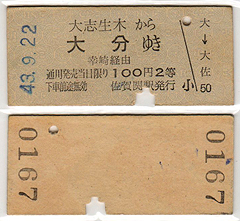 43.9.22
大志生木 から
大分 ゆき
幸崎経由
通用発売当日限り 100円 2等
下車前途無効 佐賀関駅発行
小
大
↓
大
佐
50
0167
0167